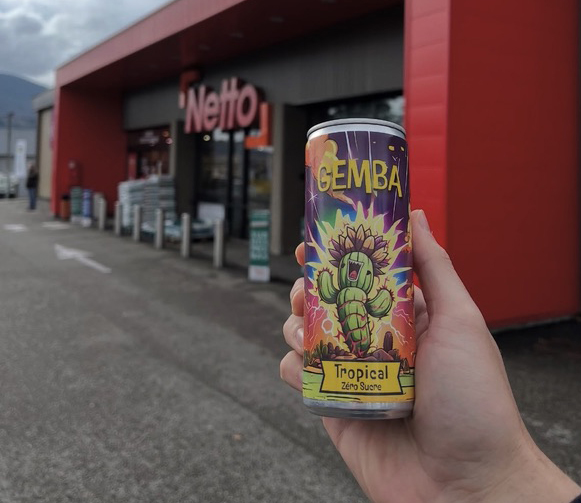 Netto
GEMBA
Tropical
Zéro Sucre